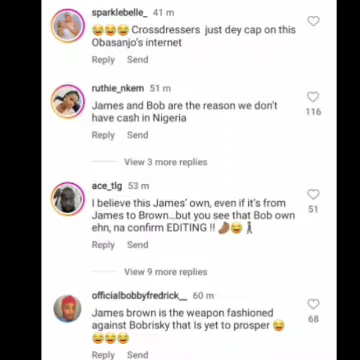 sparklebelle_ 41 m
😂😂😂 Crossdressers just dey cap on this
Obasanjo's internet
Reply Send
ruthie_nkem 51 m
James and Bob are the reason we don't
have cash in Nigeria
116
Reply Send
View 3 more replies
ace_tlg 53 m
I believe this James' own, even if it's from
James to Brown...but you see that Bob own
51
ehn, na confirm EDITING !!
Reply Send
View 9 more replies
officialbobbyfredrick__ 60 m
James brown is the weapon fashioned
against Bobrisky that Is yet to prosper 😂
68
😂😂😂
Reply Send